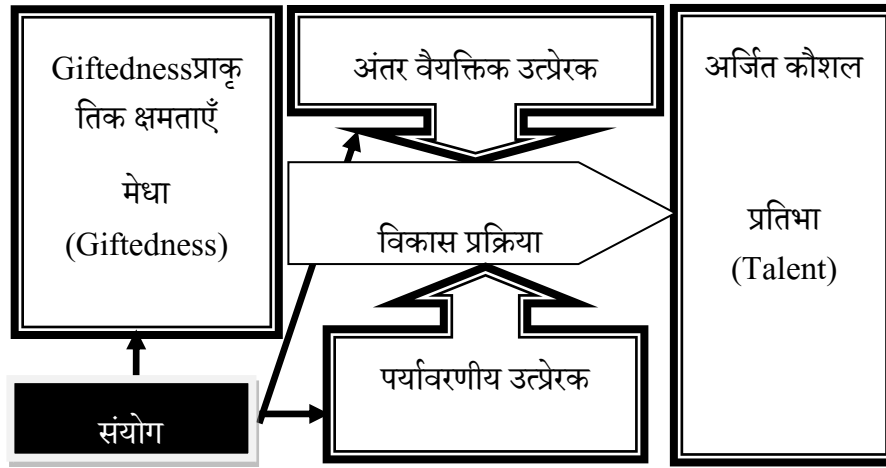 Giftednessप्राकृ
तिक क्षमताएँ
मेधा
(Giftedness)
अंतर वैयक्तिक उत्प्रेरक
विकास प्रक्रिया
पर्यावरणीय उत्प्रेरक
संयोग
अर्जित कौशल
प्रतिभा
(Talent)